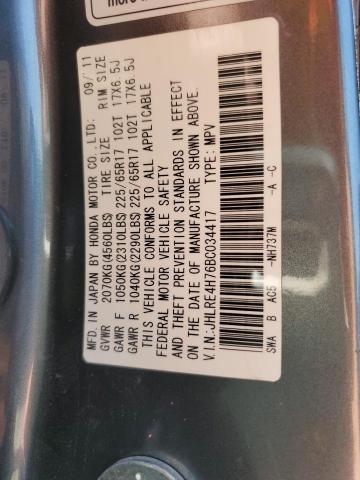 MFD. IN JAPAN BY HONDA MOTOR CO.,LTD: 09/'11
GVWR 2070KG(4560LBS) TIRE SIZE RIM SIZE
GAWR F 1050KG(2310LBS) 225/65R17 102T 17X6.5J
GAWR R 1040KG(2290LBS) 225/65R17 102T 17X6.5J
THIS VEHICLE CONFORMS TO ALL APPLICABLE
FEDERAL MOTOR VEHICLE SAFETY
AND THEFT PREVENTION STANDARDS IN EFFECT
ON THE DATE OF MANUFACTURE SHOWN ABOVE.
V.I.N.:JHLRE4H76BC034417 TYPE: MPV
SWA B AC5 -NH737M -A -C